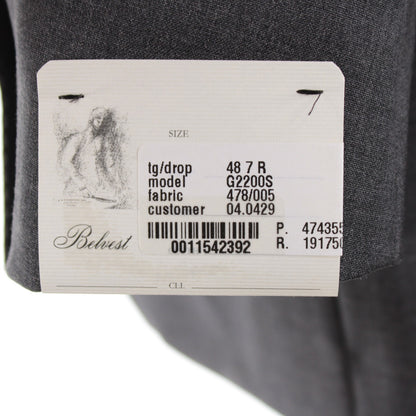 7
SIZE
tg/drop 48 7 R
model G2200S
fabric 478/005
customer 04.0429
Belvest
0011542392
P. 474355
R. 191750
CLL